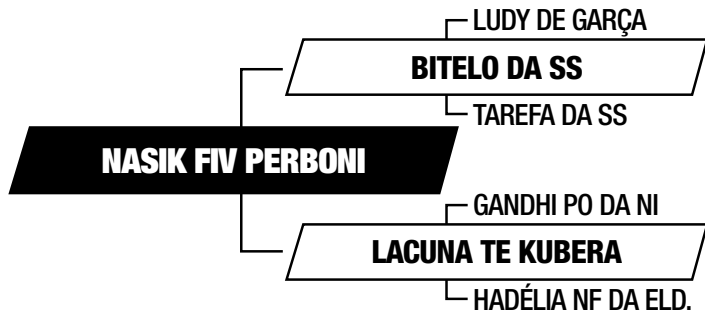 LUDY DE GARÇA
BITELO DA SS
TAREFA DA SS
NASIK FIV PERBONI
GANDHI PO DA NI
LACUNA TE KUBERA
HADÉLIA NF DA ELD.